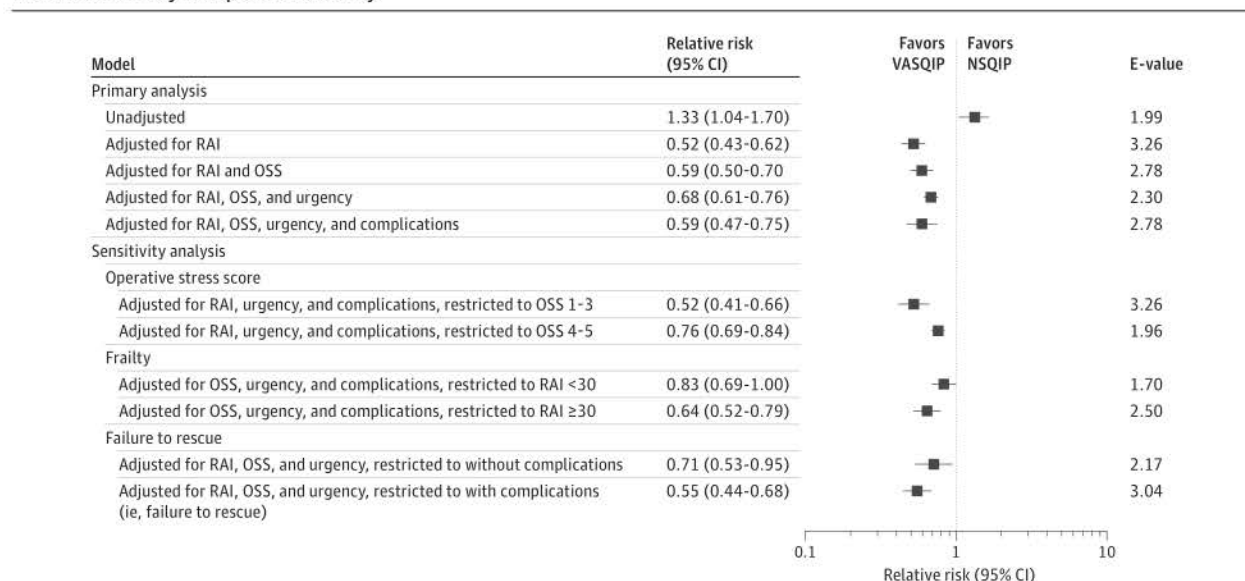 Relative risk (95% CI)
Favors VASQIP
Favors NSQIP
Model
E-value
Primary analysis
Unadjusted 1.33 (1.04-1.70) 1.99
Adjusted for RAI 0.52 (0.43-0.62) 3.26
Adjusted for RAI and OSS 0.59 (0.50-0.70 2.78
Adjusted for RAI, OSS, and urgency 0.68 (0.61-0.76) 2.30
Adjusted for RAI, OSS, urgency, and complications 0.59 (0.47-0.75) 2.78
Sensitivity analysis
Operative stress score
Adjusted for RAI, urgency, and complications, restricted to OSS 1-3 0.52 (0.41-0.66) 3.26
Adjusted for RAI, urgency, and complications, restricted to OSS 4-5 0.76 (0.69-0.84) 1.96
Frailty
Adjusted for OSS, urgency, and complications, restricted to RAI <30 0.83 (0.69-1.00) 1.70
Adjusted for OSS, urgency, and complications, restricted to RAI ≥30 0.64 (0.52-0.79) 2.50
Failure to rescue
Adjusted for RAI, OSS, and urgency, restricted to without complications 0.71 (0.53-0.95) 2.17
Adjusted for RAI, OSS, and urgency, restricted to with complications 0.55 (0.44-0.68) 3.04
(ie, failure to rescue)
0.1 1 10
Relative risk (95% CI)